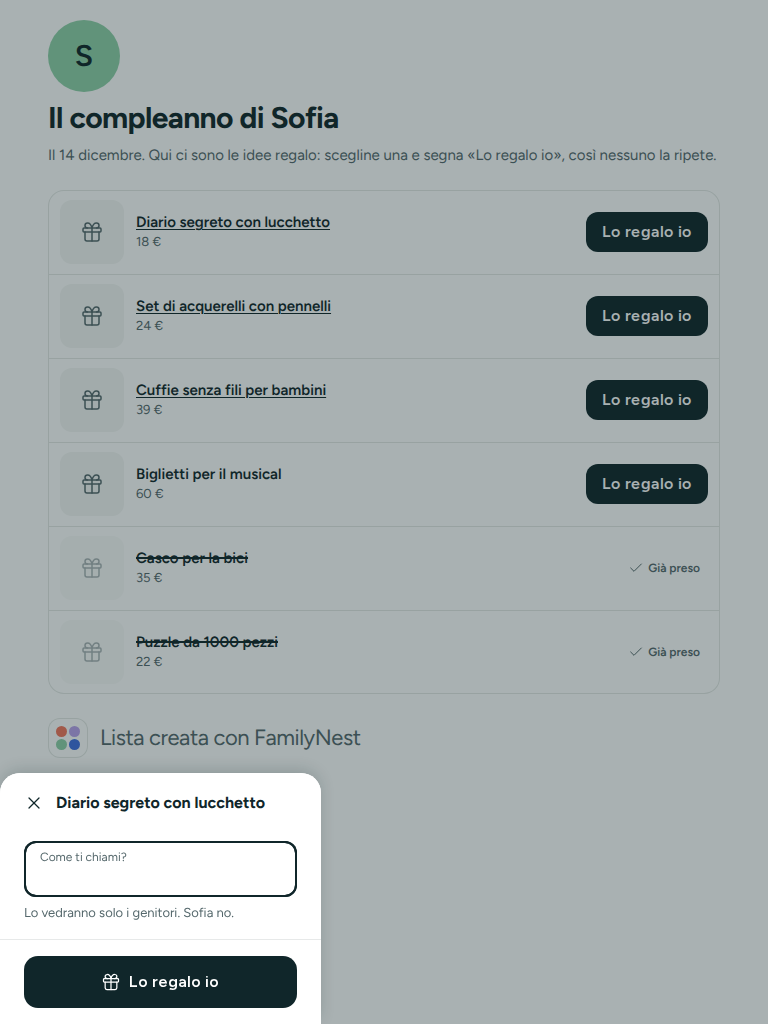 S
Il compleanno di Sofia
Il 14 dicembre. Qui ci sono le idee regalo: scegline una e segna «Lo regalo io», così nessuno la ripete.
Diario segreto con lucchetto
18 €
Lo regalo io
Set di acquerelli con pennelli
24 €
Lo regalo io
Cuffie senza fili per bambini
39 €
Lo regalo io
Biglietti per il musical
60 €
Lo regalo io
Casco per la bici
35 €
Già preso
Puzzle da 1000 pezzi
22 €
Già preso
Lista creata con FamilyNest
Diario segreto con lucchetto
Come ti chiami?
Lo vedranno solo i genitori. Sofia no.
Lo regalo io